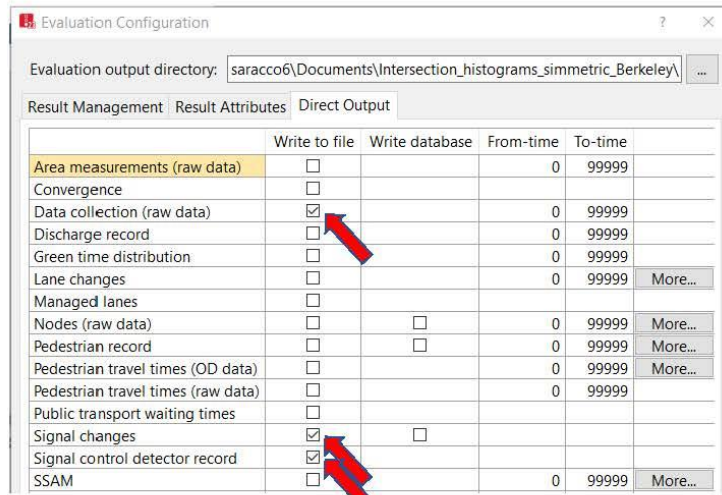 Evaluation Configuration ? ×
Evaluation output directory: saracco6\Documents\Intersection_histograms_simmetric_Berkeley\ ...
Result Management Result Attributes Direct Output
Write to file Write database From-time To-time
Area measurements (raw data) 0 99999
Convergence
Data collection (raw data) 0 99999
Discharge record 0 99999
Green time distribution 0 99999
Lane changes 0 99999 More...
Managed lanes
Nodes (raw data) 0 99999 More...
Pedestrian record 0 99999 More...
Pedestrian travel times (OD data) 0 99999 More...
Pedestrian travel times (raw data) 0 99999
Public transport waiting times
Signal changes
Signal control detector record
SSAM 0 99999 More...